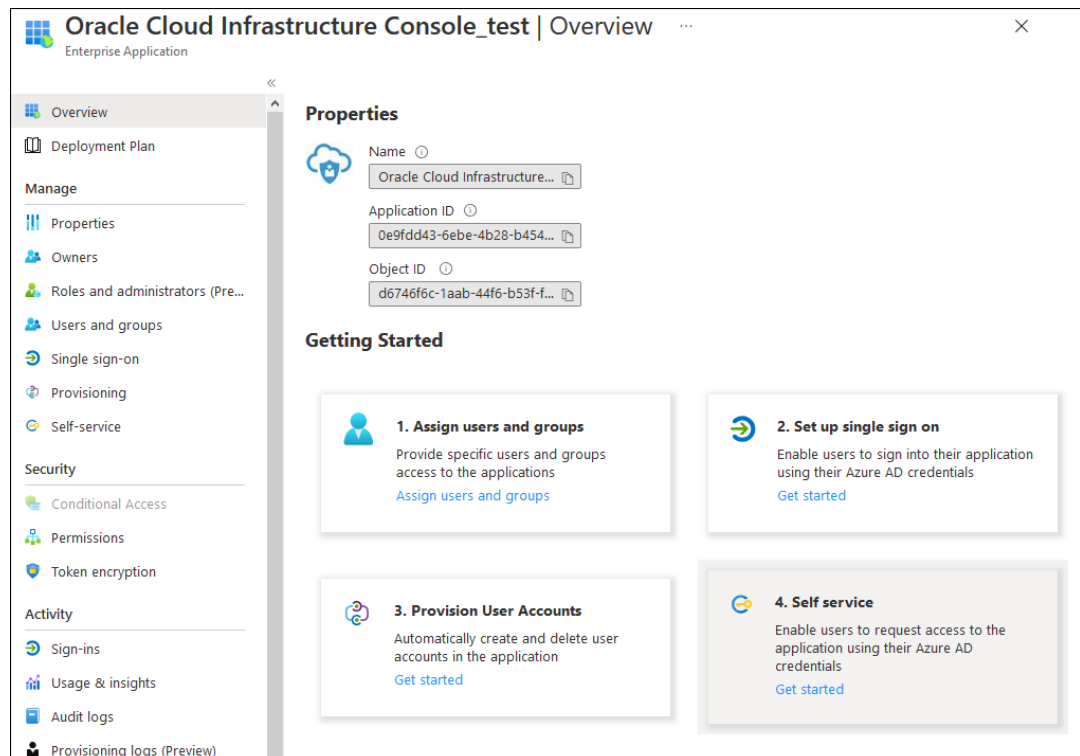 Oracle Cloud Infrastructure Console_test | Overview ...
Enterprise Application
«
Overview
Deployment Plan
Manage
Properties
Owners
Roles and administrators (Pre...
Users and groups
Single sign-on
Provisioning
Self-service
Security
Conditional Access
Permissions
Token encryption
Activity
Sign-ins
Usage & insights
Audit logs
Provisioning logs (Preview)
Properties
Name
Oracle Cloud Infrastructure...
Application ID
0e9fdd43-6ebe-4b28-b454...
Object ID
d6746f6c-1aab-44f6-b53f-f...
Getting Started
1. Assign users and groups
Provide specific users and groups
access to the applications
Assign users and groups
2. Set up single sign on
Enable users to sign into their application
using their Azure AD credentials
Get started
3. Provision User Accounts
Automatically create and delete user
accounts in the application
Get started
4. Self service
Enable users to request access to the
application using their Azure AD
credentials
Get started